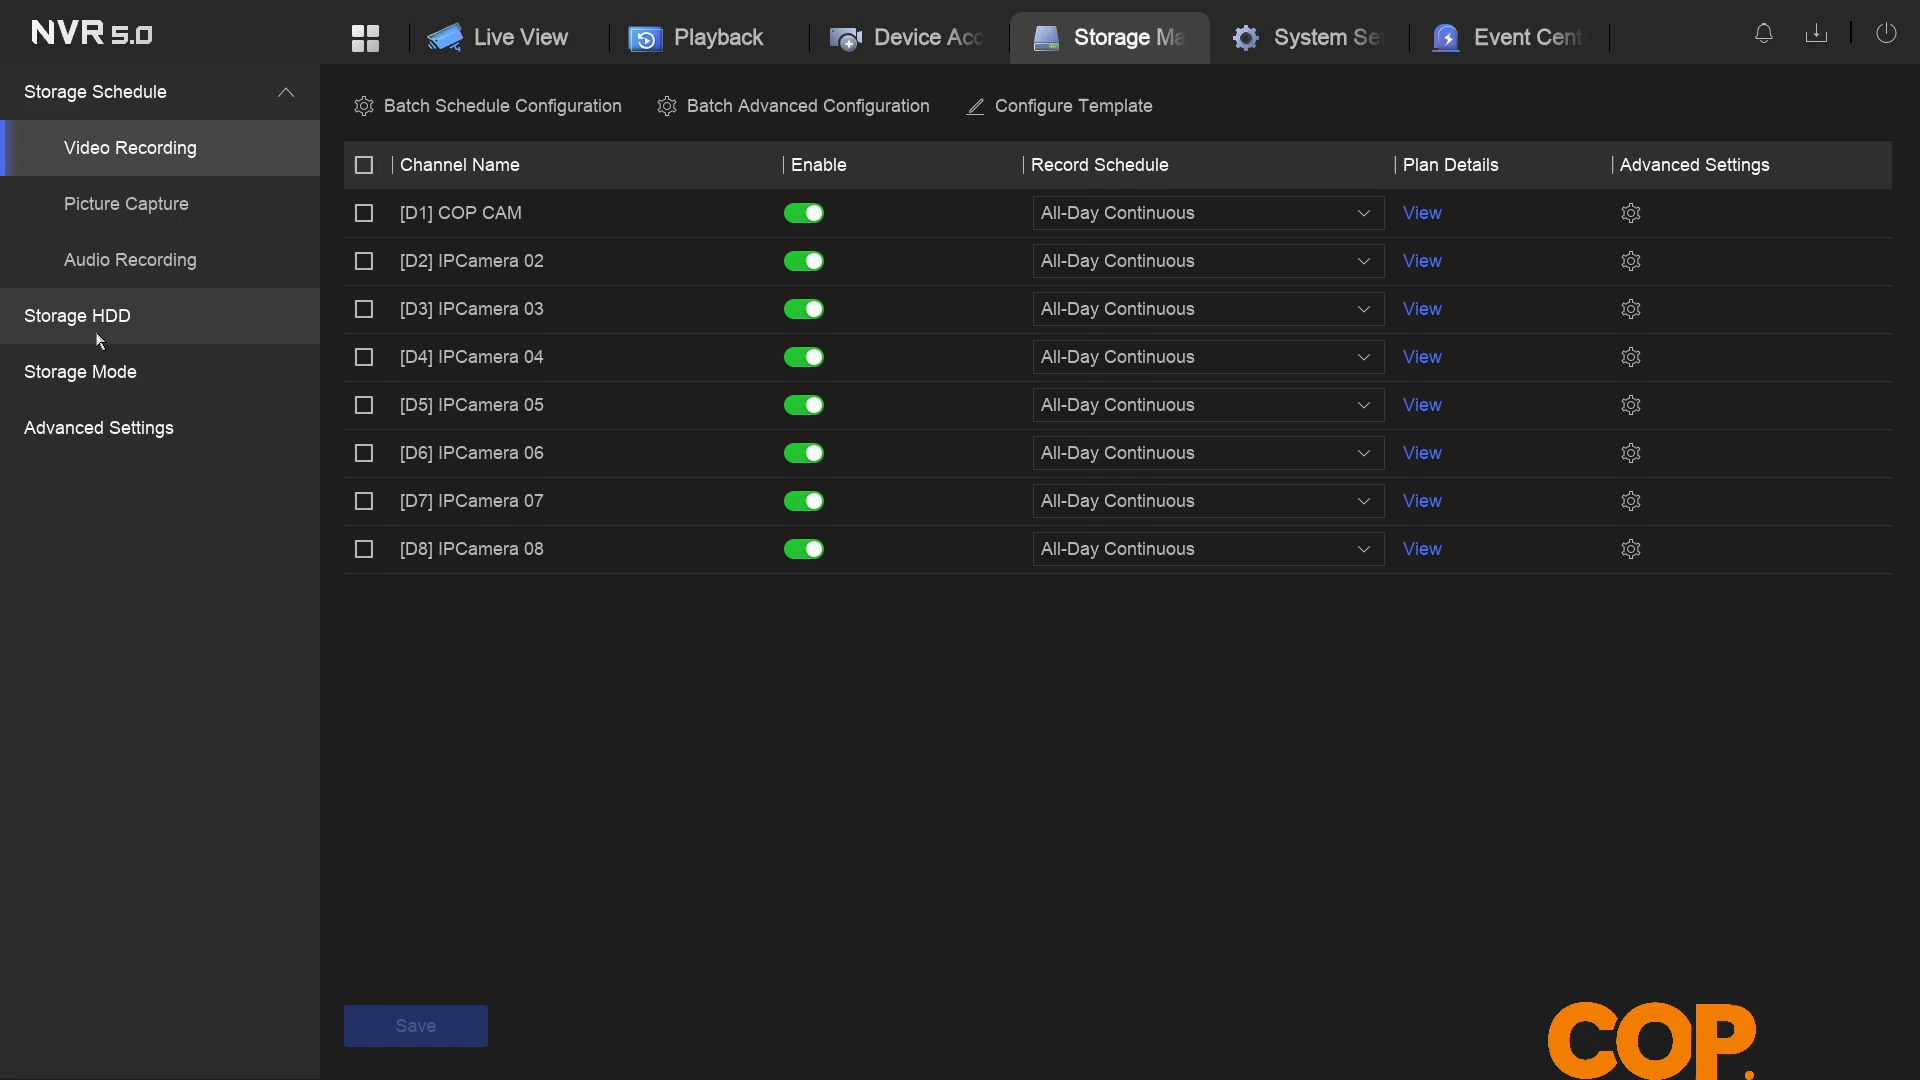 NVR 5.0
Live View
Playback
Device Acc
Storage Ma
System Set
Event Cent
Storage Schedule
Video Recording
Picture Capture
Audio Recording
Storage HDD
Storage Mode
Advanced Settings
Batch Schedule Configuration
Batch Advanced Configuration
Configure Template
Channel Name | Enable | Record Schedule | Plan Details | Advanced Settings
[D1] COP CAM All-Day Continuous View
[D2] IPCamera 02 All-Day Continuous View
[D3] IPCamera 03 All-Day Continuous View
[D4] IPCamera 04 All-Day Continuous View
[D5] IPCamera 05 All-Day Continuous View
[D6] IPCamera 06 All-Day Continuous View
[D7] IPCamera 07 All-Day Continuous View
[D8] IPCamera 08 All-Day Continuous View
Save
COP.